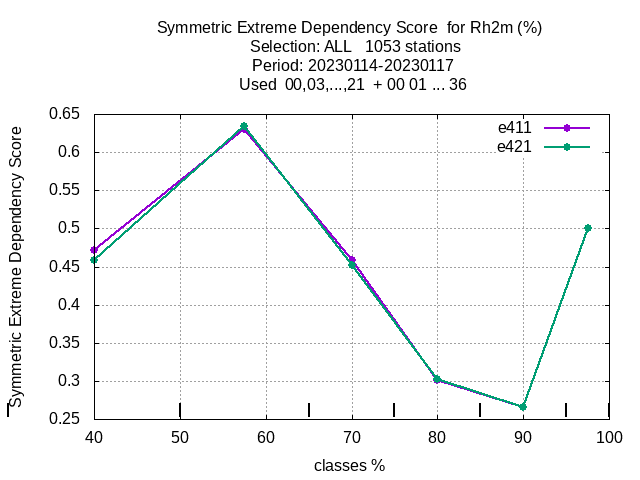 Symmetric Extreme Dependency Score  for Rh2m (%)
Selection: ALL   1053 stations
Period: 20230114-20230117
Used  00,03,...,21  + 00 01 ... 36
Symmetric Extreme Dependency Score
0.65
0.6
0.55
0.5
0.45
0.4
0.35
0.3
0.25
e411
e421
40 50 60 70 80 90 100
classes %